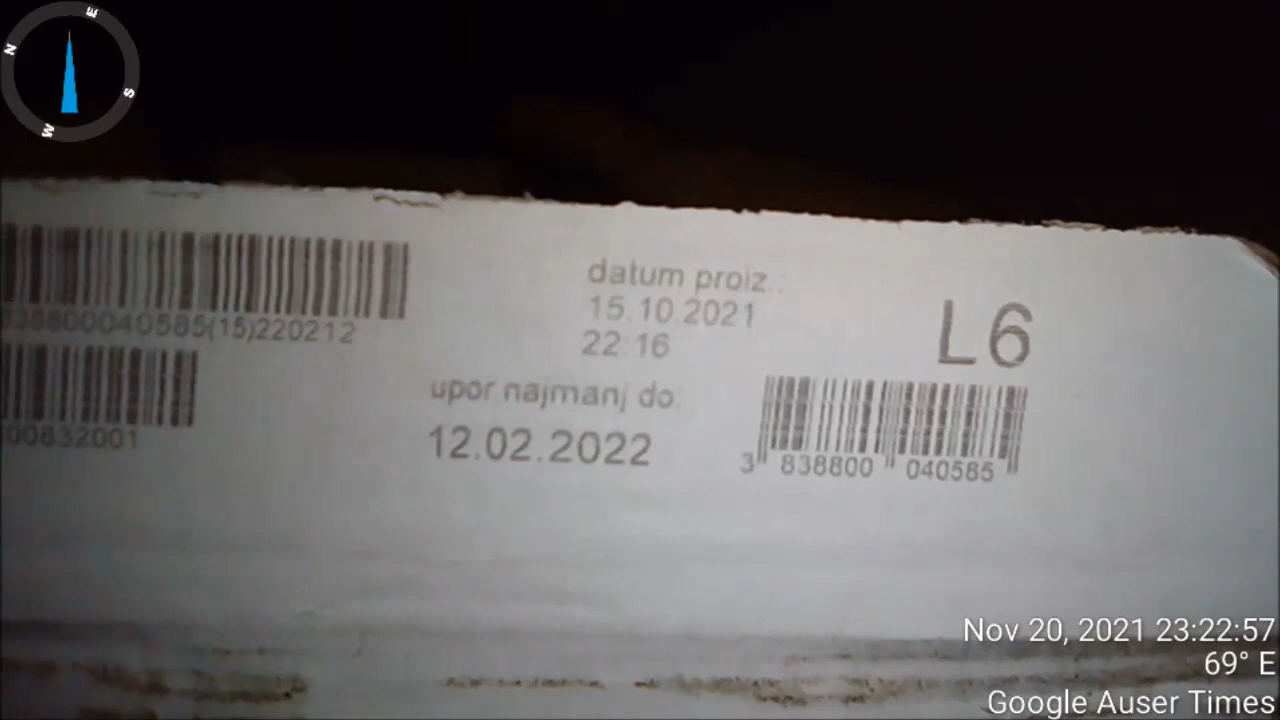 N
E
S
W
838800040585(15)220212
00832001
datum proiz.:
15.10.2021
22:16
upor.najmanj do:
12.02.2022
L6
3 838800 040585
Nov 20, 2021 23:22:57
69° E
Google Auser Times